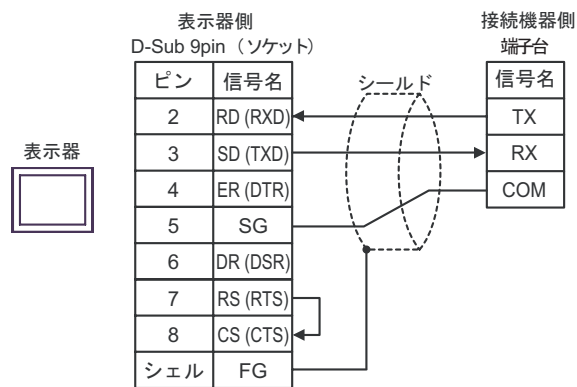 表示器側
D-Sub 9pin（ソケット）
接続機器側
端子台
表示器
シールド
ピン 信号名
2 RD (RXD)
3 SD (TXD)
4 ER (DTR)
5 SG
6 DR (DSR)
7 RS (RTS)
8 CS (CTS)
シェル FG
信号名
TX
RX
COM